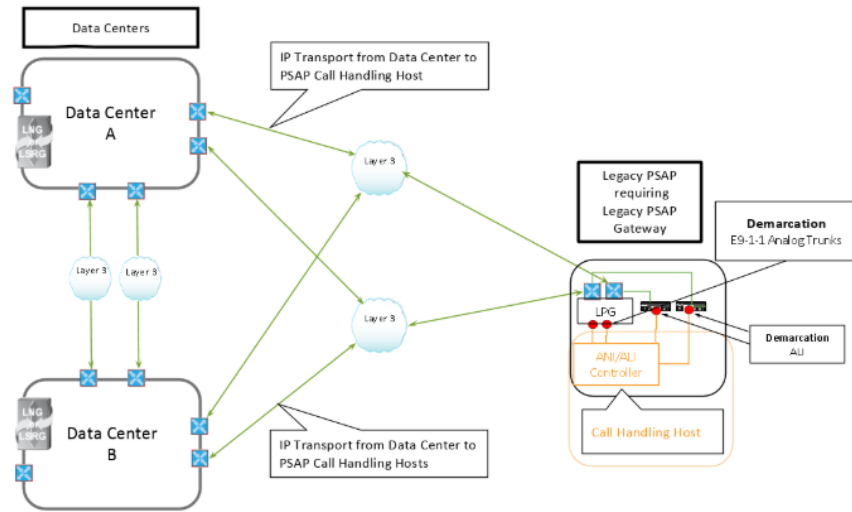 Data Centers
IP Transport from Data Center to
PSAP Call Handling Host
Data Center
A
LNG
LSRG
Layer 3
Layer 3
Layer 3
Layer 3
Legacy PSAP
requiring
Legacy PSAP
Gateway
Demarcation
E9-1-1 Analog Trunks
LPG
Demarcation
ALI
ANI/ALI
Controller
Call Handling Host
LNG
LSRG
Data Center
B
IP Transport from Data Center to
PSAP Call Handling Hosts